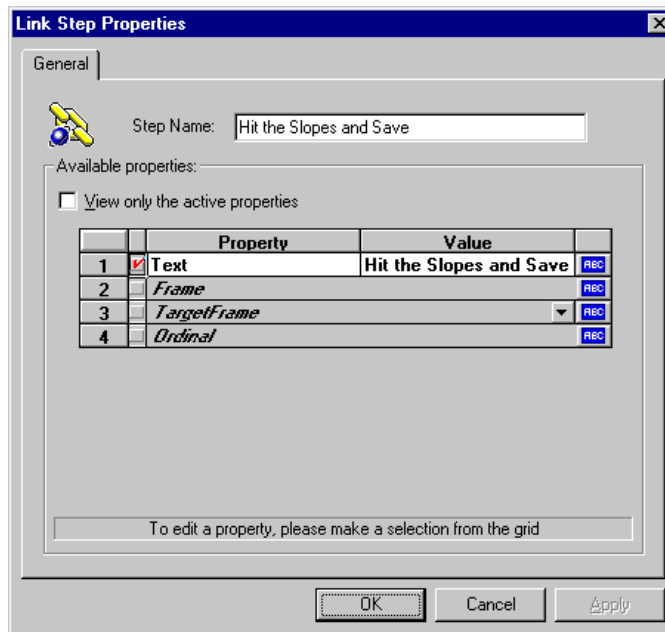 Link Step Properties
General
Step Name: Hit the Slopes and Save
Available properties:
View only the active properties
Property Value
1 Text Hit the Slopes and Save ABC
2 Frame ABC
3 TargetFrame ABC
4 Ordinal ABC
To edit a property, please make a selection from the grid
OK Cancel Apply